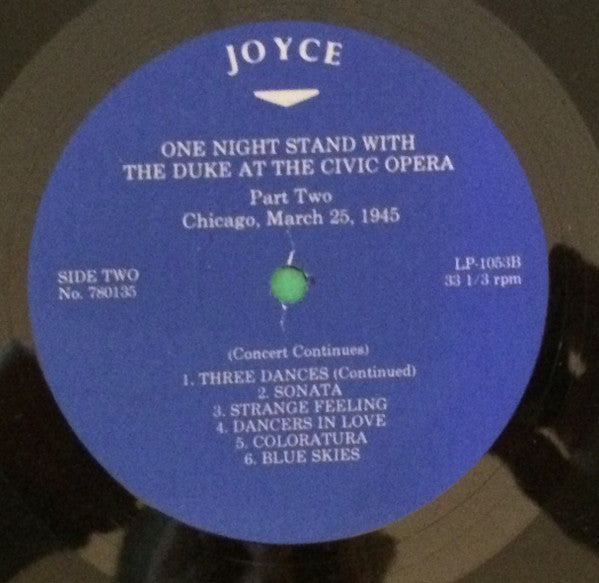 JOYCE
ONE NIGHT STAND WITH
THE DUKE AT THE CIVIC OPERA
Part Two
Chicago, March 25, 1945
SIDE TWO
No. 780135
LP-1053B
33 1/3 rpm
(Concert Continues)
1. THREE DANCES (Continued)
2. SONATA
3. STRANGE FEELING
4. DANCERS IN LOVE
5. COLORATURA
6. BLUE SKIES